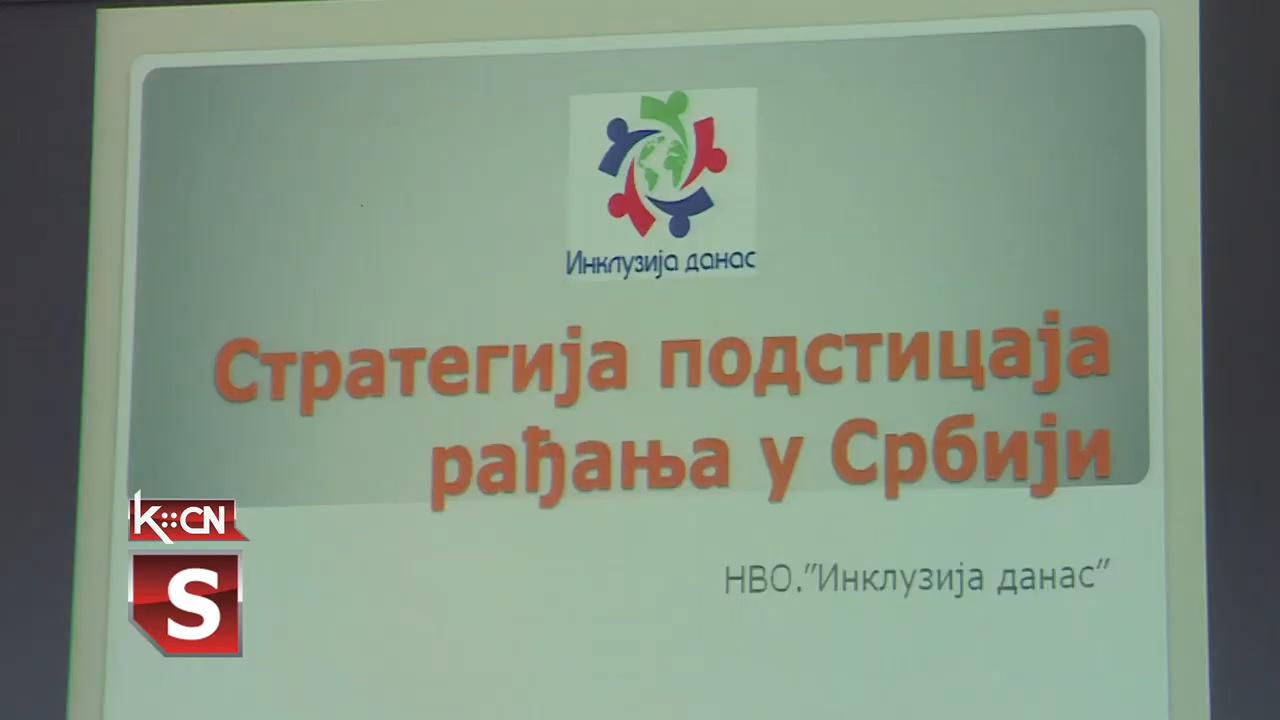 Инклузија данас
Стратегија подстицаја
рађања у Србији
НВО."Инклузија данас"
K::CN
S